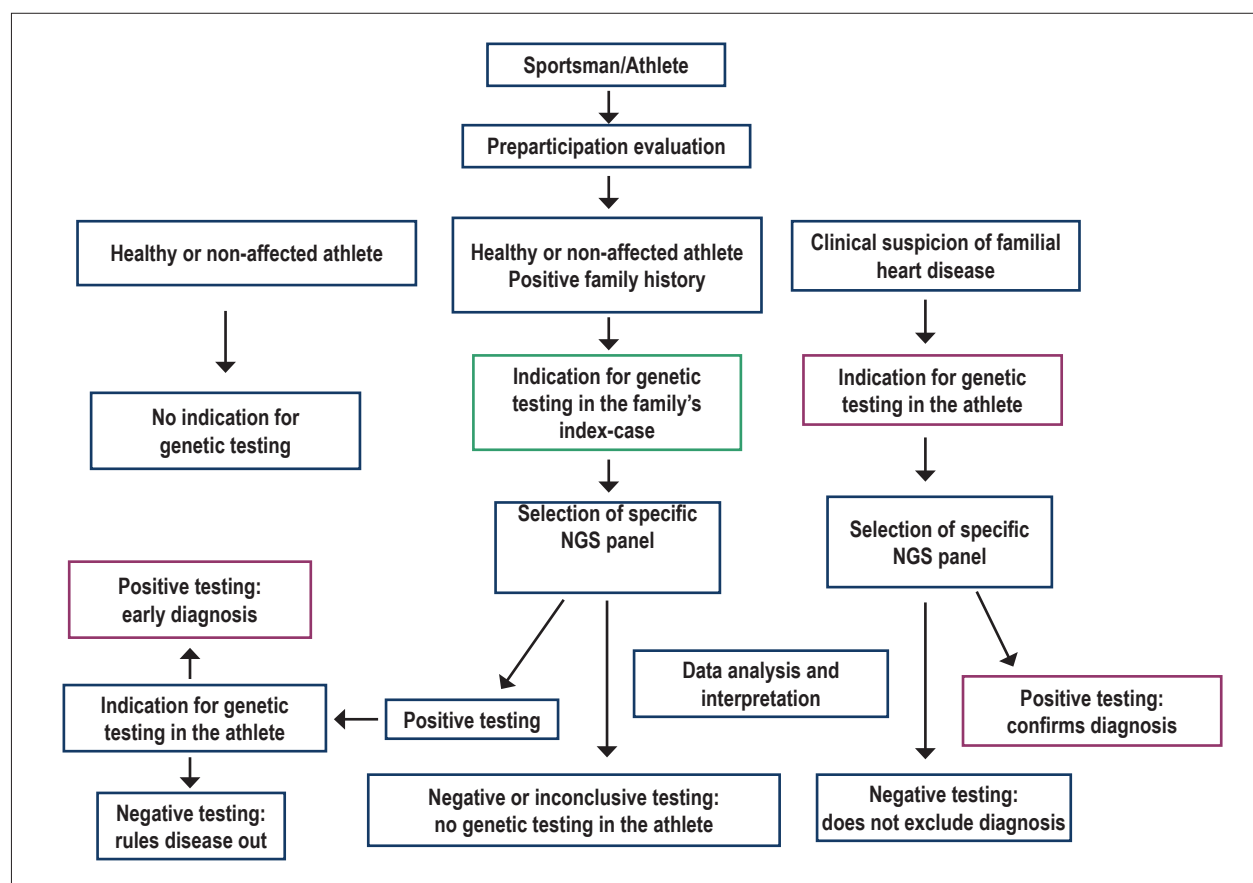 Sportsman/Athlete
Preparticipation evaluation
Healthy or non-affected athlete
Healthy or non-affected athlete
Positive family history
Clinical suspicion of familial
heart disease
No indication for
genetic testing
Indication for genetic
testing in the family's
index-case
Indication for genetic
testing in the athlete
Selection of specific
NGS panel
Selection of specific
NGS panel
Positive testing:
early diagnosis
Indication for genetic
testing in the athlete
Positive testing
Data analysis and
interpretation
Positive testing:
confirms diagnosis
Negative testing:
rules disease out
Negative or inconclusive testing:
no genetic testing in the athlete
Negative testing:
does not exclude diagnosis